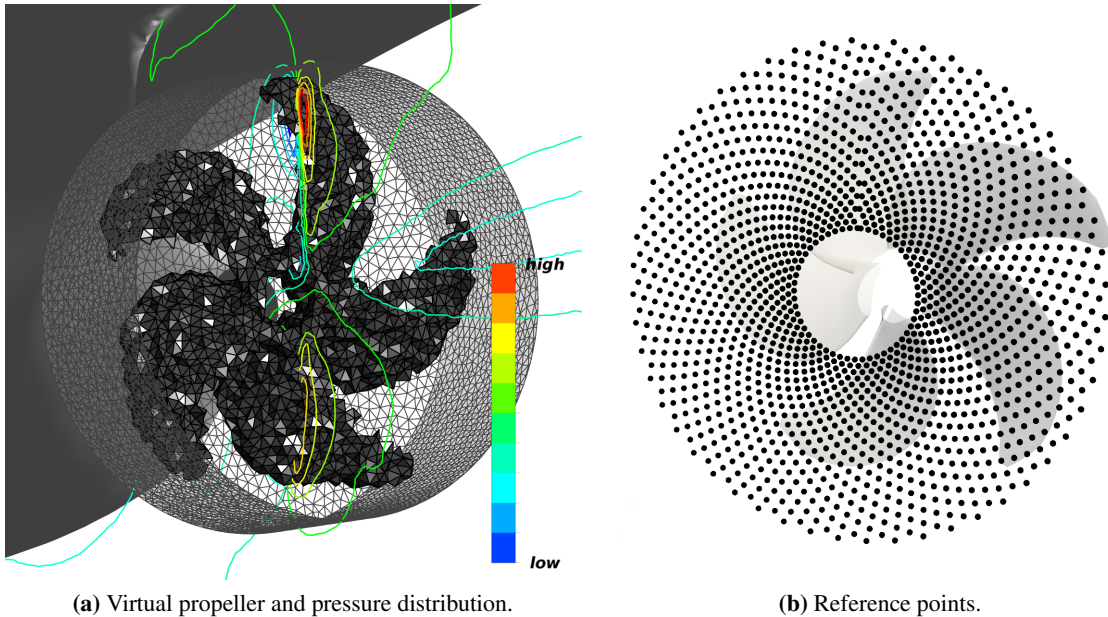 high
low
(a) Virtual propeller and pressure distribution.
(b) Reference points.